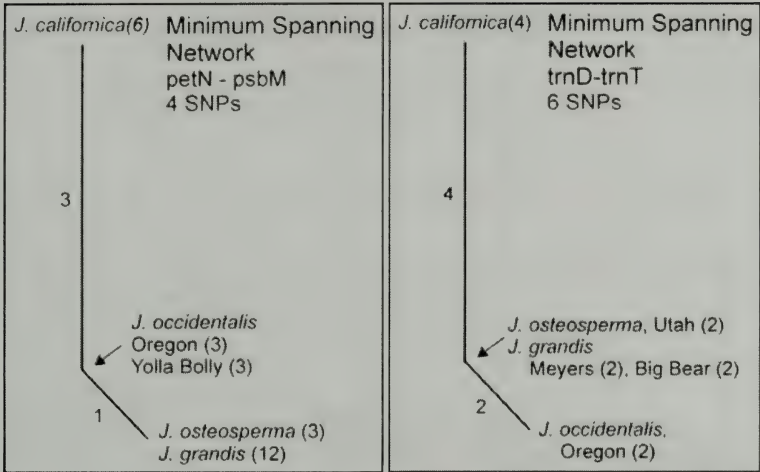 J. californica(6) Minimum Spanning
Network
petN - psbM
4 SNPs
3
J. occidentalis
Oregon (3)
Yolla Bolly (3)
1
J. osteosperma (3)
J. grandis (12)
J. californica(4) Minimum Spanning
Network
trnD-trnT
6 SNPs
4
J. osteosperma, Utah (2)
J. grandis
Meyers (2), Big Bear (2)
2
J. occidentalis,
Oregon (2)